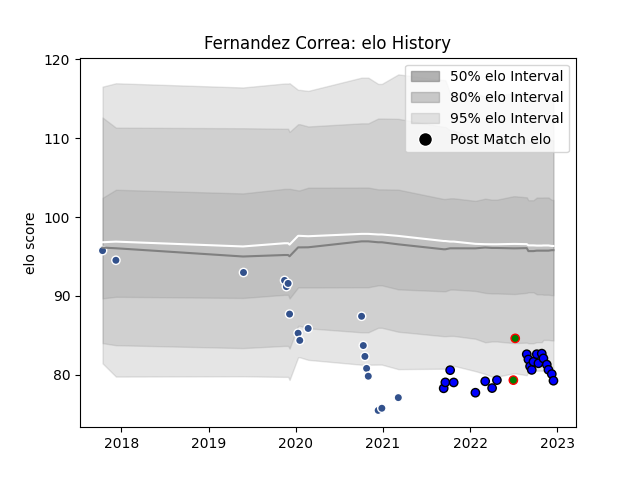 Fernandez Correa: elo History
120
110
100
90
80
elo score
50% elo Interval
80% elo Interval
95% elo Interval
Post Match elo
2018 2019 2020 2021 2022 2023